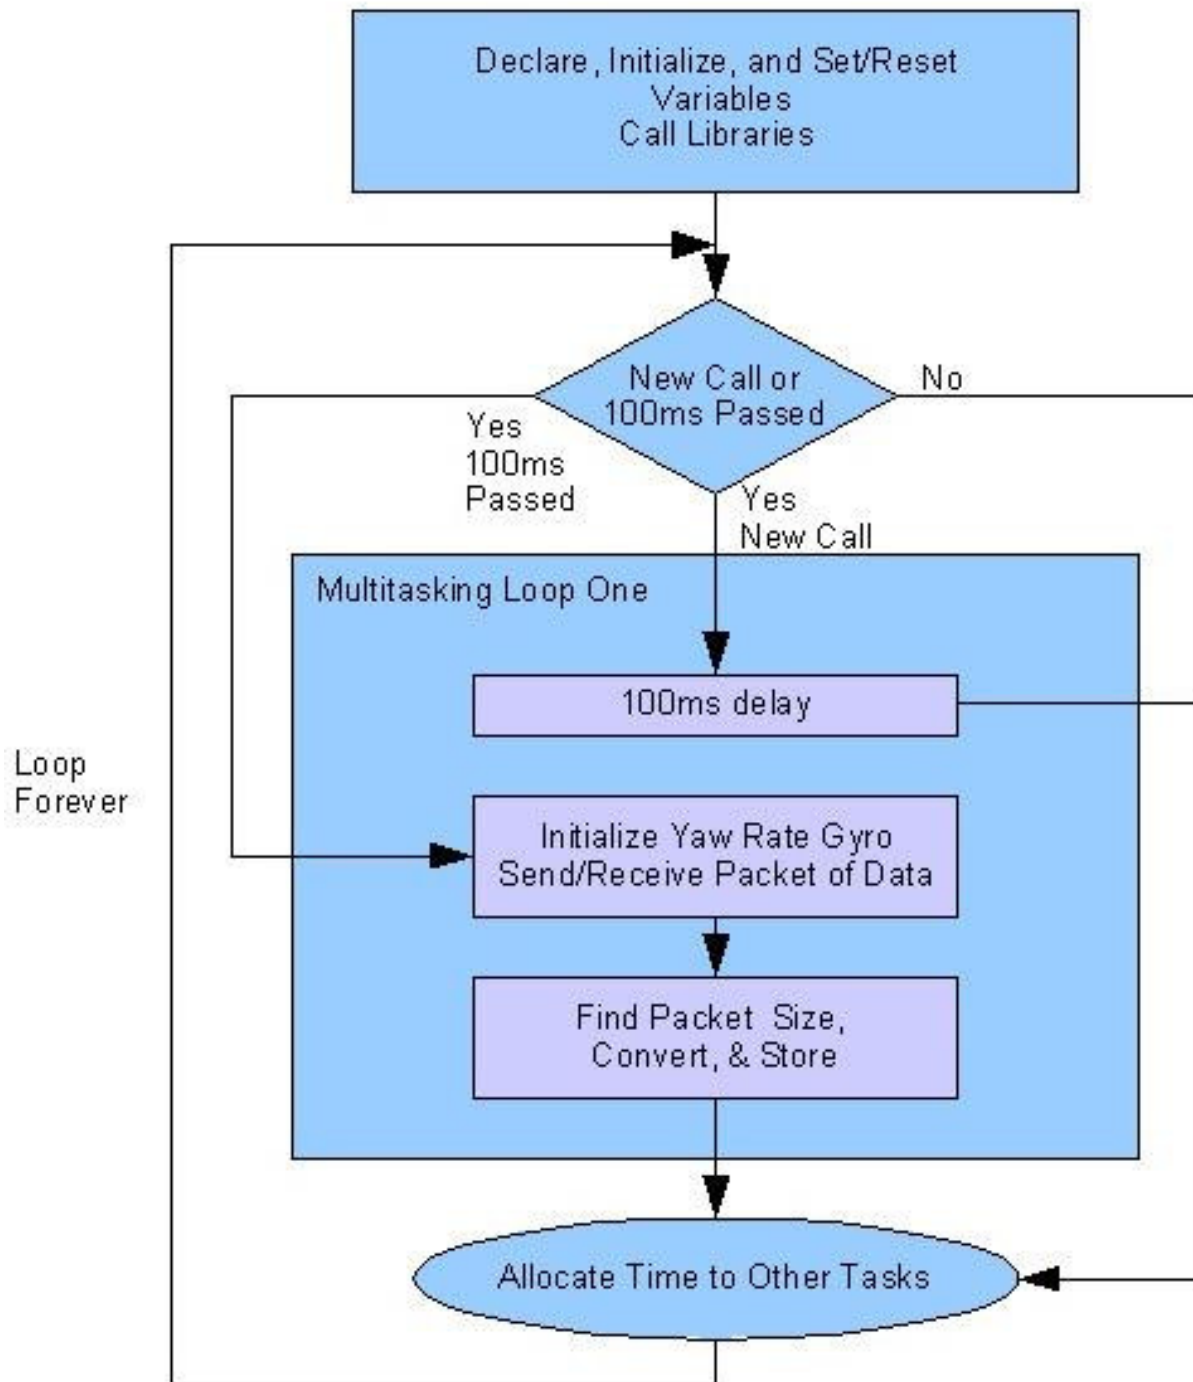 Declare, Initialize, and Set/Reset
Variables
Call Libraries
New Call or
100ms Passed
No
Yes
100ms
Passed
Yes
New Call
Multitasking Loop One
100ms delay
Loop
Forever
Initialize Yaw Rate Gyro
Send/Receive Packet of Data
Find Packet Size,
Convert, & Store
Allocate Time to Other Tasks